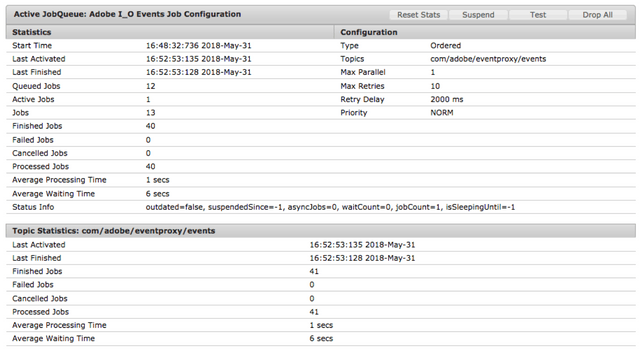 Active JobQueue: Adobe I_O Events Job Configuration Reset Stats Suspend Test Drop All
Statistics Configuration
Start Time 16:48:32:736 2018-May-31 Type Ordered
Last Activated 16:52:53:135 2018-May-31 Topics com/adobe/eventproxy/events
Last Finished 16:52:53:128 2018-May-31 Max Parallel 1
Queued Jobs 12 Max Retries 10
Active Jobs 1 Retry Delay 2000 ms
Jobs 13 Priority NORM
Finished Jobs 40
Failed Jobs 0
Cancelled Jobs 0
Processed Jobs 40
Average Processing Time 1 secs
Average Waiting Time 6 secs
Status Info outdated=false, suspendedSince=-1, asyncJobs=0, waitCount=0, jobCount=1, isSleepingUntil=-1
Topic Statistics: com/adobe/eventproxy/events
Last Activated 16:52:53:135 2018-May-31
Last Finished 16:52:53:128 2018-May-31
Finished Jobs 41
Failed Jobs 0
Cancelled Jobs 0
Processed Jobs 41
Average Processing Time 1 secs
Average Waiting Time 6 secs